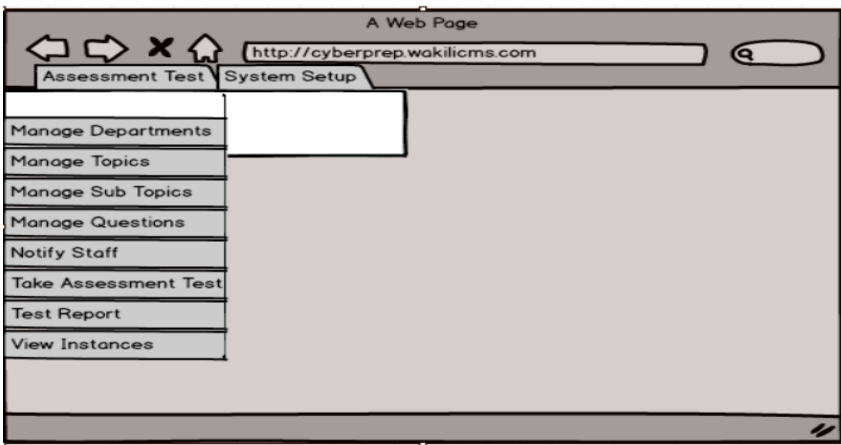 A Web Page
http://cyberprep.wakilicms.com
Assessment Test System Setup
Manage Departments
Manage Topics
Manage Sub Topics
Manage Questions
Notify Staff
Take Assessment Test
Test Report
View Instances